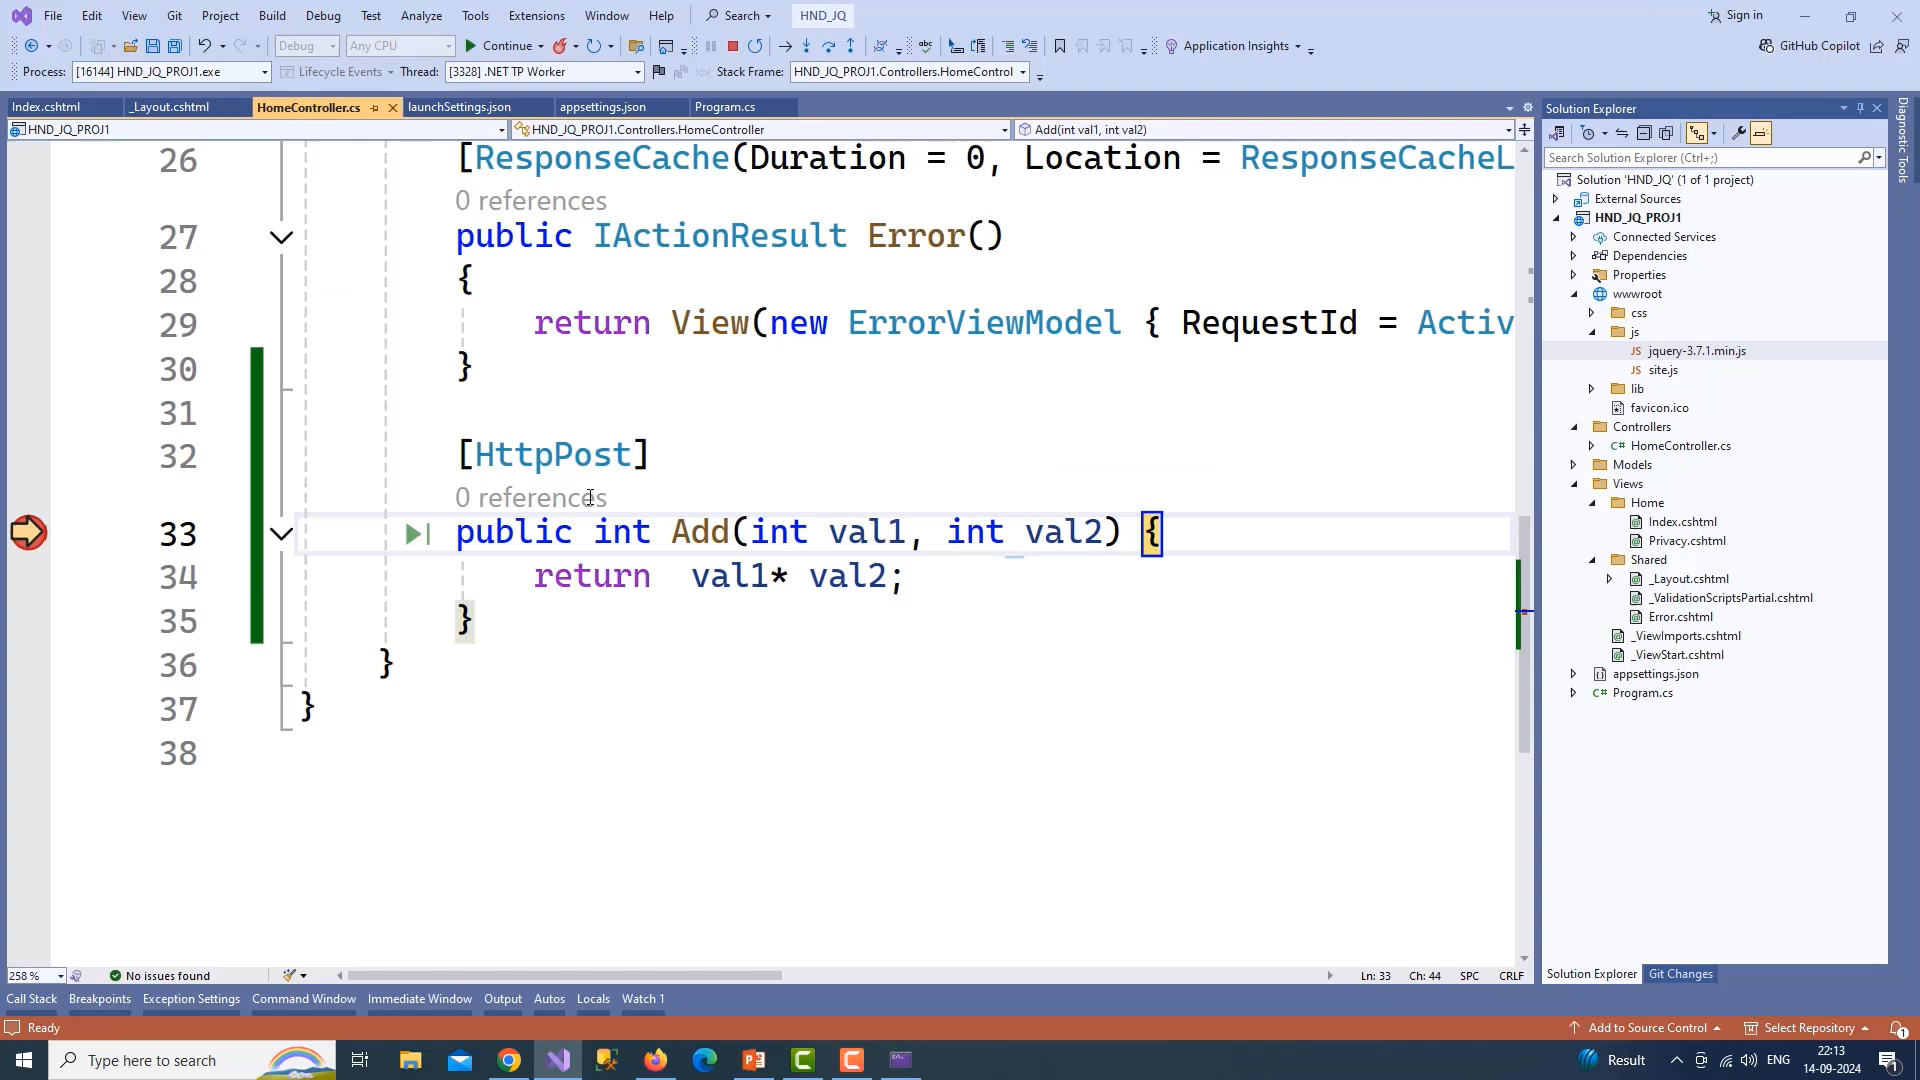 File Edit View Git Project Build Debug Test Analyze Tools Extensions Window Help Search HND_JQ Sign in
Debug Any CPU Continue Application Insights GitHub Copilot
Process: [16144] HND_JQ_PROJ1.exe Lifecycle Events Thread: [3328] .NET TP Worker Stack Frame: HND_JQ_PROJ1.Controllers.HomeControl
Index.cshtml _Layout.cshtml HomeController.cs launchSettings.json appsettings.json Program.cs
HND_JQ_PROJ1 HND_JQ_PROJ1.Controllers.HomeController Add(int val1, int val2)
26 [ResponseCache(Duration = 0, Location = ResponseCacheL
0 references
27 public IActionResult Error()
28 {
29 return View(new ErrorViewModel { RequestId = Activ
30 }
31
32 [HttpPost]
0 references
33 public int Add(int val1, int val2) {
34 return val1* val2;
35 }
36 }
37 }
38
258 % No issues found Ln: 33 Ch: 44 SPC CRLF
Solution Explorer
Search Solution Explorer (Ctrl+;)
Solution 'HND_JQ' (1 of 1 project)
External Sources
HND_JQ_PROJ1
Connected Services
Dependencies
Properties
wwwroot
css
js
JS jquery-3.7.1.min.js
JS site.js
lib
favicon.ico
Controllers
C# HomeController.cs
Models
Views
Home
Index.cshtml
Privacy.cshtml
Shared
_Layout.cshtml
_ValidationScriptsPartial.cshtml
Error.cshtml
_ViewImports.cshtml
_ViewStart.cshtml
appsettings.json
C# Program.cs
Solution Explorer Git Changes
Diagnostic Tools
Call Stack Breakpoints Exception Settings Command Window Immediate Window Output Autos Locals Watch 1
Ready Add to Source Control Select Repository 1
Type here to search Result ENG 22:13
14-09-2024 1